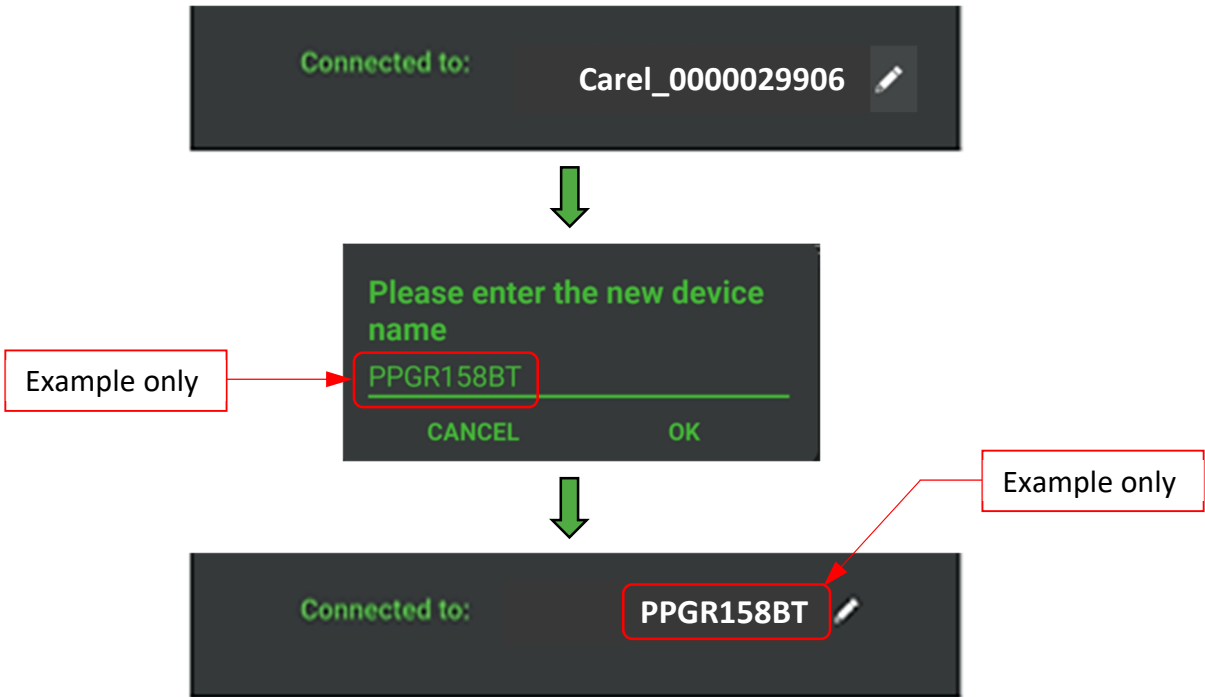 Connected to:
Carel_0000029906
Please enter the new device
name
Example only
PPGR158BT
CANCEL
OK
Example only
Connected to:
PPGR158BT